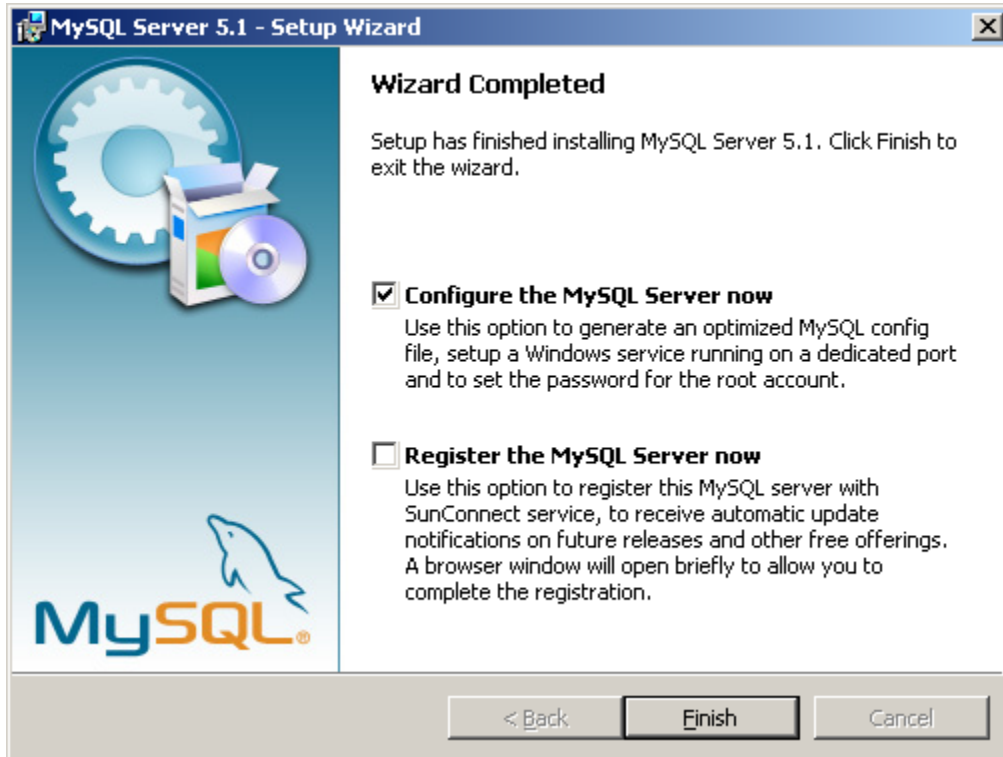 MySQL Server 5.1 - Setup Wizard
Wizard Completed
Setup has finished installing MySQL Server 5.1. Click Finish to
exit the wizard.
Configure the MySQL Server now
Use this option to generate an optimized MySQL config
file, setup a Windows service running on a dedicated port
and to set the password for the root account.
Register the MySQL Server now
Use this option to register this MySQL server with
SunConnect service, to receive automatic update
notifications on future releases and other free offerings.
A browser window will open briefly to allow you to
complete the registration.
MySQL®
< Back
Finish
Cancel